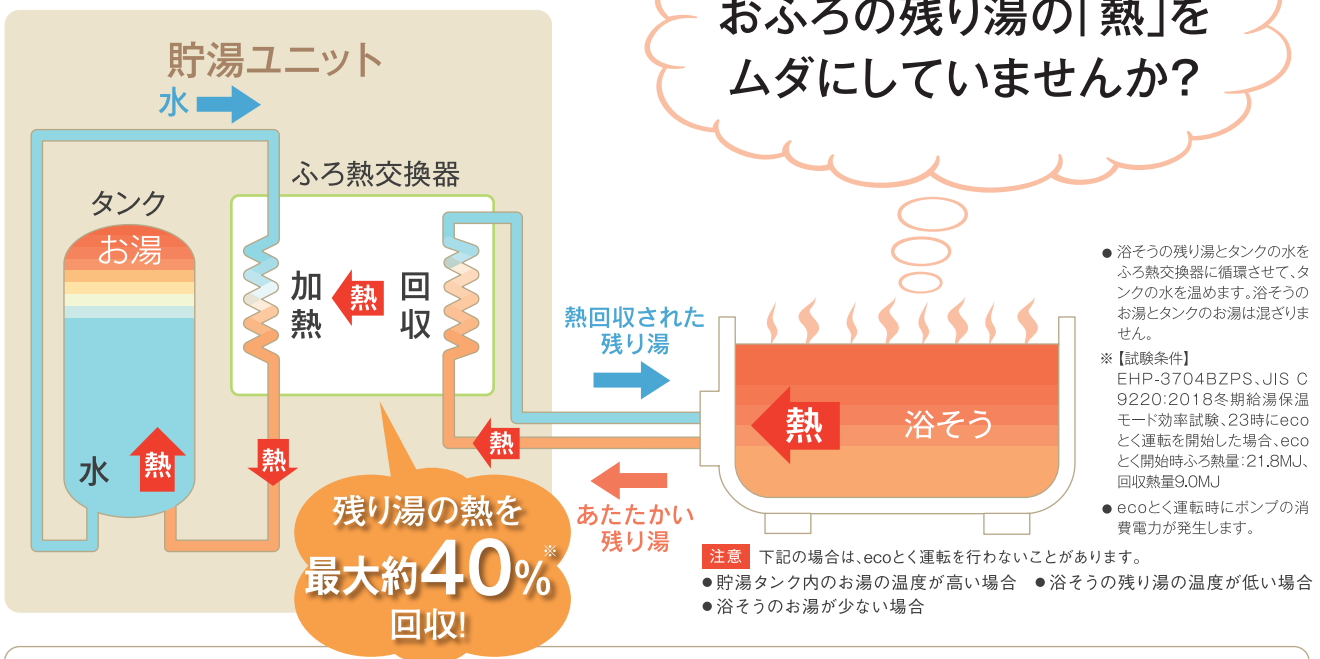 おふろの残り湯の「熱」を
ムダにしていませんか?
貯湯ユニット
水
ふろ熱交換器
タンク
お湯
加熱
熱
回収
水
熱
熱
熱
熱回収された
残り湯
あたたかい
残り湯
熱
浴そう
残り湯の熱を
最大約40%※
回収!
●浴そうの残り湯とタンクの水を
ふろ熱交換器に循環させて、タ
ンクの水を温めます。浴そうの
お湯とタンクのお湯は混ざりま
せん。
※【試験条件】
EHP-3704BZPS、JIS C
9220:2018冬期給湯保温
モード効率試験、23時にeco
とく運転を開始した場合、eco
とく開始時ふろ熱量:21.8MJ、
回収熱量9.0MJ
●ecoとく運転時にポンプの消
費電力が発生します。
注意 下記の場合は、ecoとく運転を行わないことがあります。
●貯湯タンク内のお湯の温度が高い場合 ●浴そうの残り湯の温度が低い場合
●浴そうのお湯が少ない場合